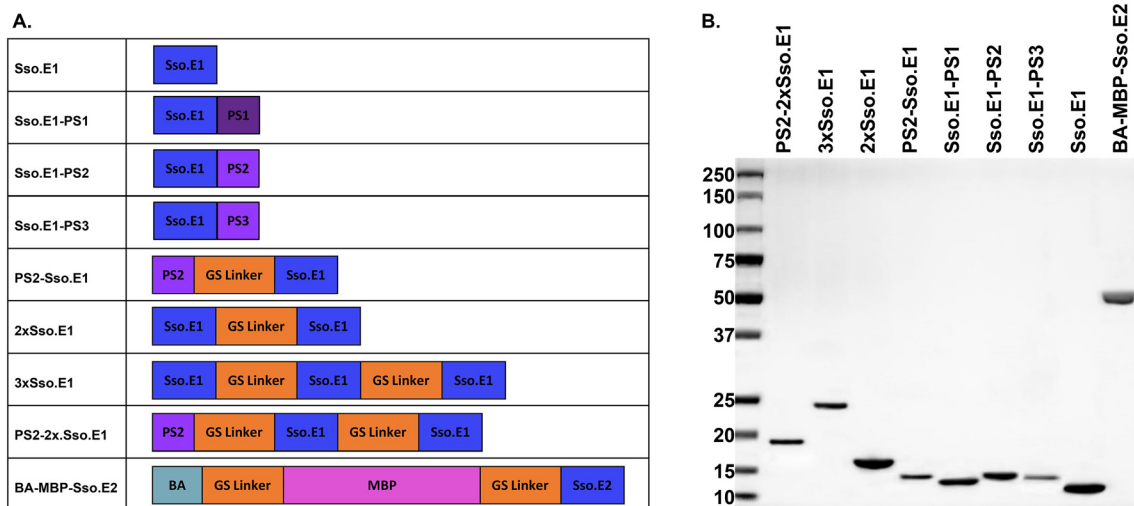 A.
Sso.E1
Sso.E1
Sso.E1-PS1
Sso.E1 PS1
Sso.E1-PS2
Sso.E1 PS2
Sso.E1-PS3
Sso.E1 PS3
PS2-Sso.E1
PS2 GS Linker Sso.E1
2xSso.E1
Sso.E1 GS Linker Sso.E1
3xSso.E1
Sso.E1 GS Linker Sso.E1 GS Linker Sso.E1
PS2-2x.Sso.E1
PS2 GS Linker Sso.E1 GS Linker Sso.E1
BA-MBP-Sso.E2
BA GS Linker MBP GS Linker Sso.E2
B.
PS2-2xSso.E1
3xSso.E1
2xSso.E1
PS2-Sso.E1
Sso.E1-PS1
Sso.E1-PS2
Sso.E1-PS3
Sso.E1
BA-MBP-Sso.E2
250
150
100
75
50
37
25
20
15
10